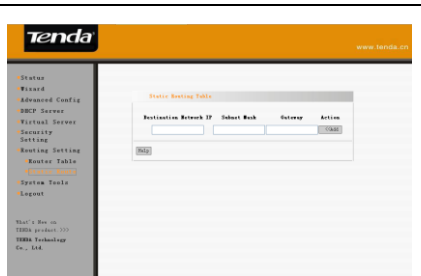 Tenda
www.tenda.cn
Status
Wizard
Advanced Config
DHCP Server
Virtual Server
Security
Setting
Routing Setting
Router Table
System Tools
Logout
What's New on
TENDA product >>>
TENDA Technology
Co., Ltd
Static Routing Table
Destination Network IP Subnet Mask Gateway Action
Add
Help